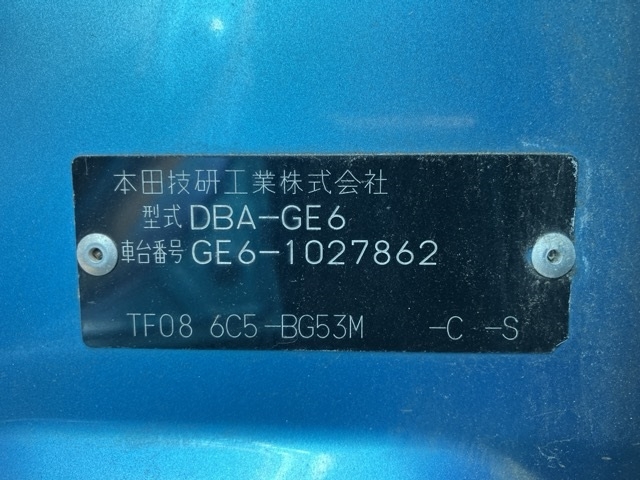 本田技研工業株式会社
型式 DBA-GE6
車台番号 GE6-1027862
TF08 6C5-BG53M -C -S